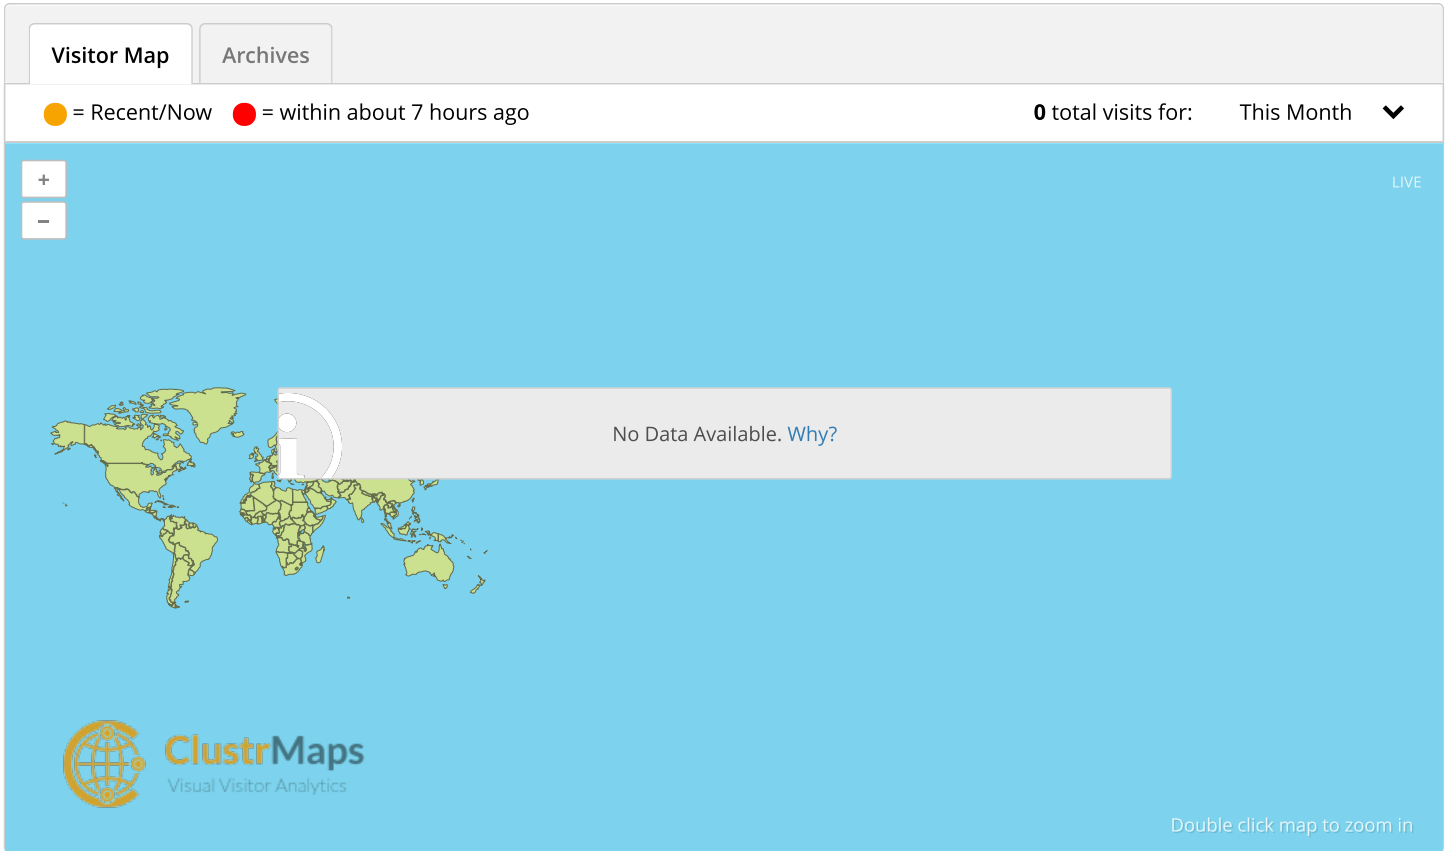 Visitor Map
Archives
= Recent/Now
= within about 7 hours ago
0 total visits for:
This Month
+
−
LIVE
No Data Available. Why?
ClustrMaps
Visual Visitor Analytics
Double click map to zoom in